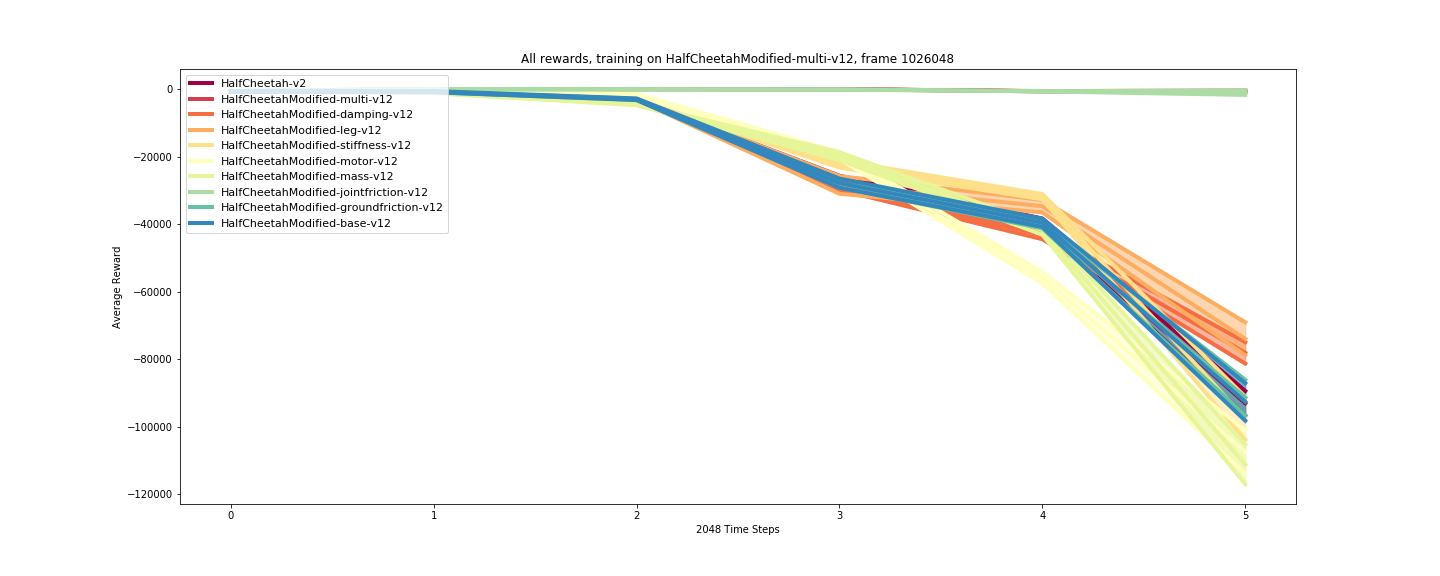 All rewards, training on HalfCheetahModified-multi-v12, frame 1026048
HalfCheetah-v2
HalfCheetahModified-multi-v12
HalfCheetahModified-damping-v12
HalfCheetahModified-leg-v12
HalfCheetahModified-stiffness-v12
HalfCheetahModified-motor-v12
HalfCheetahModified-mass-v12
HalfCheetahModified-jointfriction-v12
HalfCheetahModified-groundfriction-v12
HalfCheetahModified-base-v12
Average Reward
0
−20000
−40000
−60000
−80000
−100000
−120000
0 1 2 3 4 5
2048 Time Steps